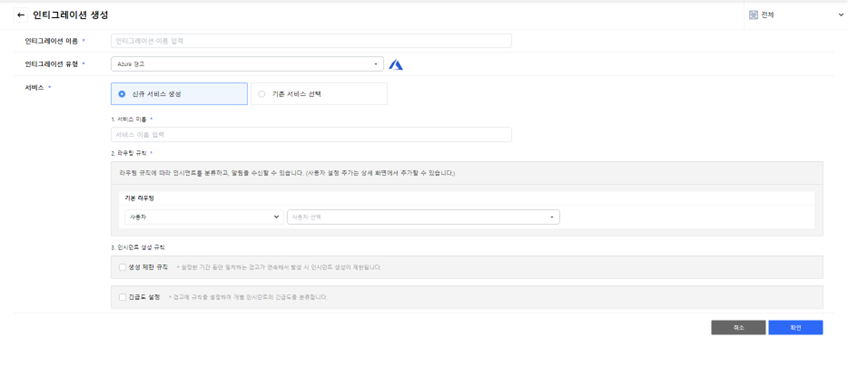 ← 인티그레이션 생성
전체
인티그레이션 이름 *
인티그레이션 이름 입력
인티그레이션 유형 *
Azure 경고
서비스 *
신규 서비스 생성
기존 서비스 선택
1. 서비스 이름 *
서비스 이름 입력
2. 라우팅 규칙 *
라우팅 규칙에 따라 인시던트를 분류하고, 알림을 수신할 수 있습니다. (사용자 설정 추가는 상세 화면에서 추가할 수 있습니다.)
기본 라우팅
사용자
사용자 선택
3. 인시던트 생성 규칙
생성 제한 규칙 * 설정한 기간 동안 일치하는 경고가 연속해서 발생 시 인시던트 생성이 제한됩니다.
긴급도 설정 * 경고에 규칙을 설정하여 개별 인시던트의 긴급도를 분류합니다.
취소
확인